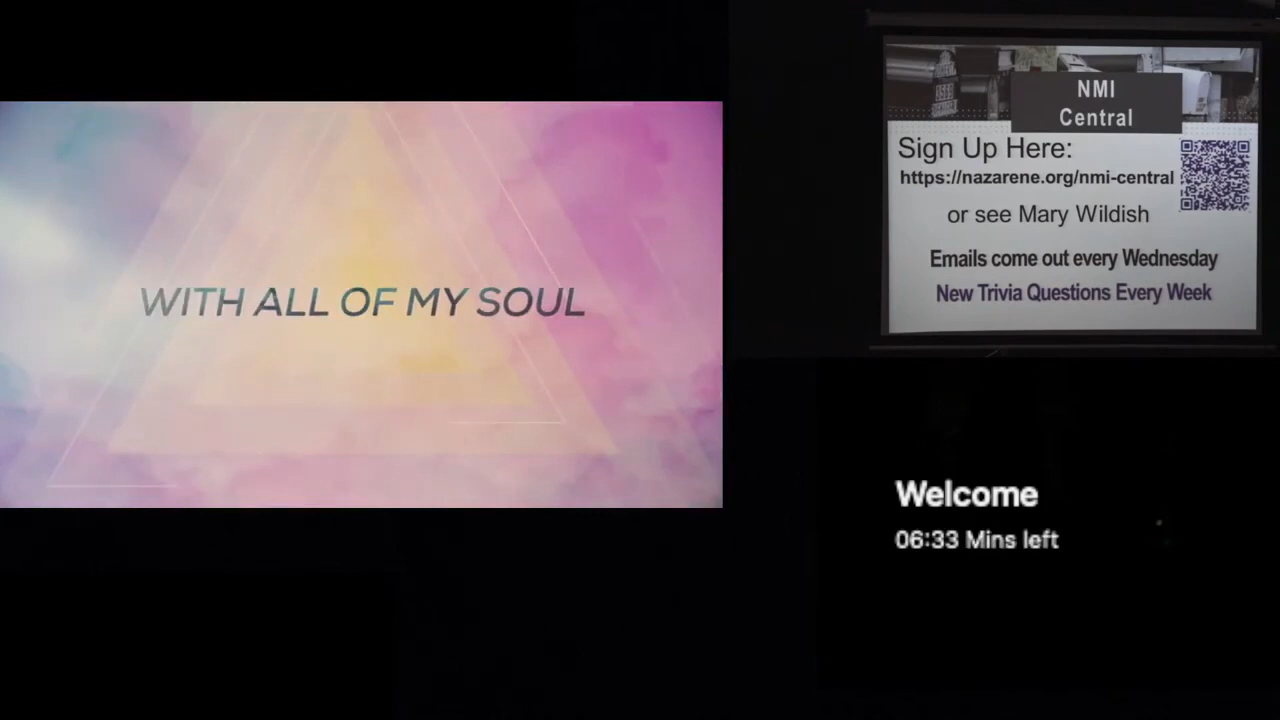 WITH ALL OF MY SOUL
NMI
Central
Sign Up Here:
https://nazarene.org/nmi-central
or see Mary Wildish
Emails come out every Wednesday
New Trivia Questions Every Week
Welcome
06:33 Mins left